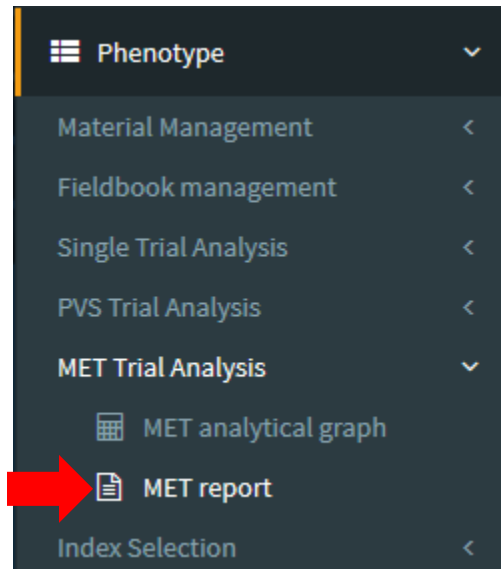 Phenotype
Material Management
Fieldbook management
Single Trial Analysis
PVS Trial Analysis
MET Trial Analysis
MET analytical graph
MET report
Index Selection